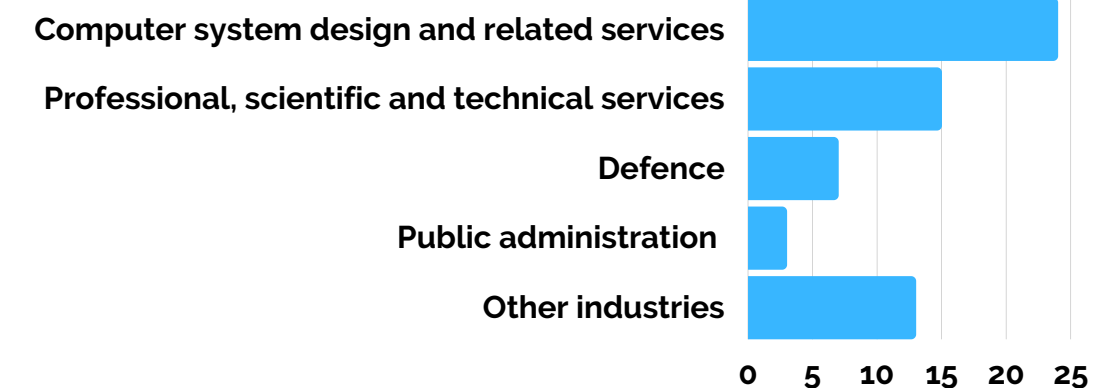 Computer system design and related services
Professional, scientific and technical services
Defence
Public administration
Other industries
0 5 10 15 20 25